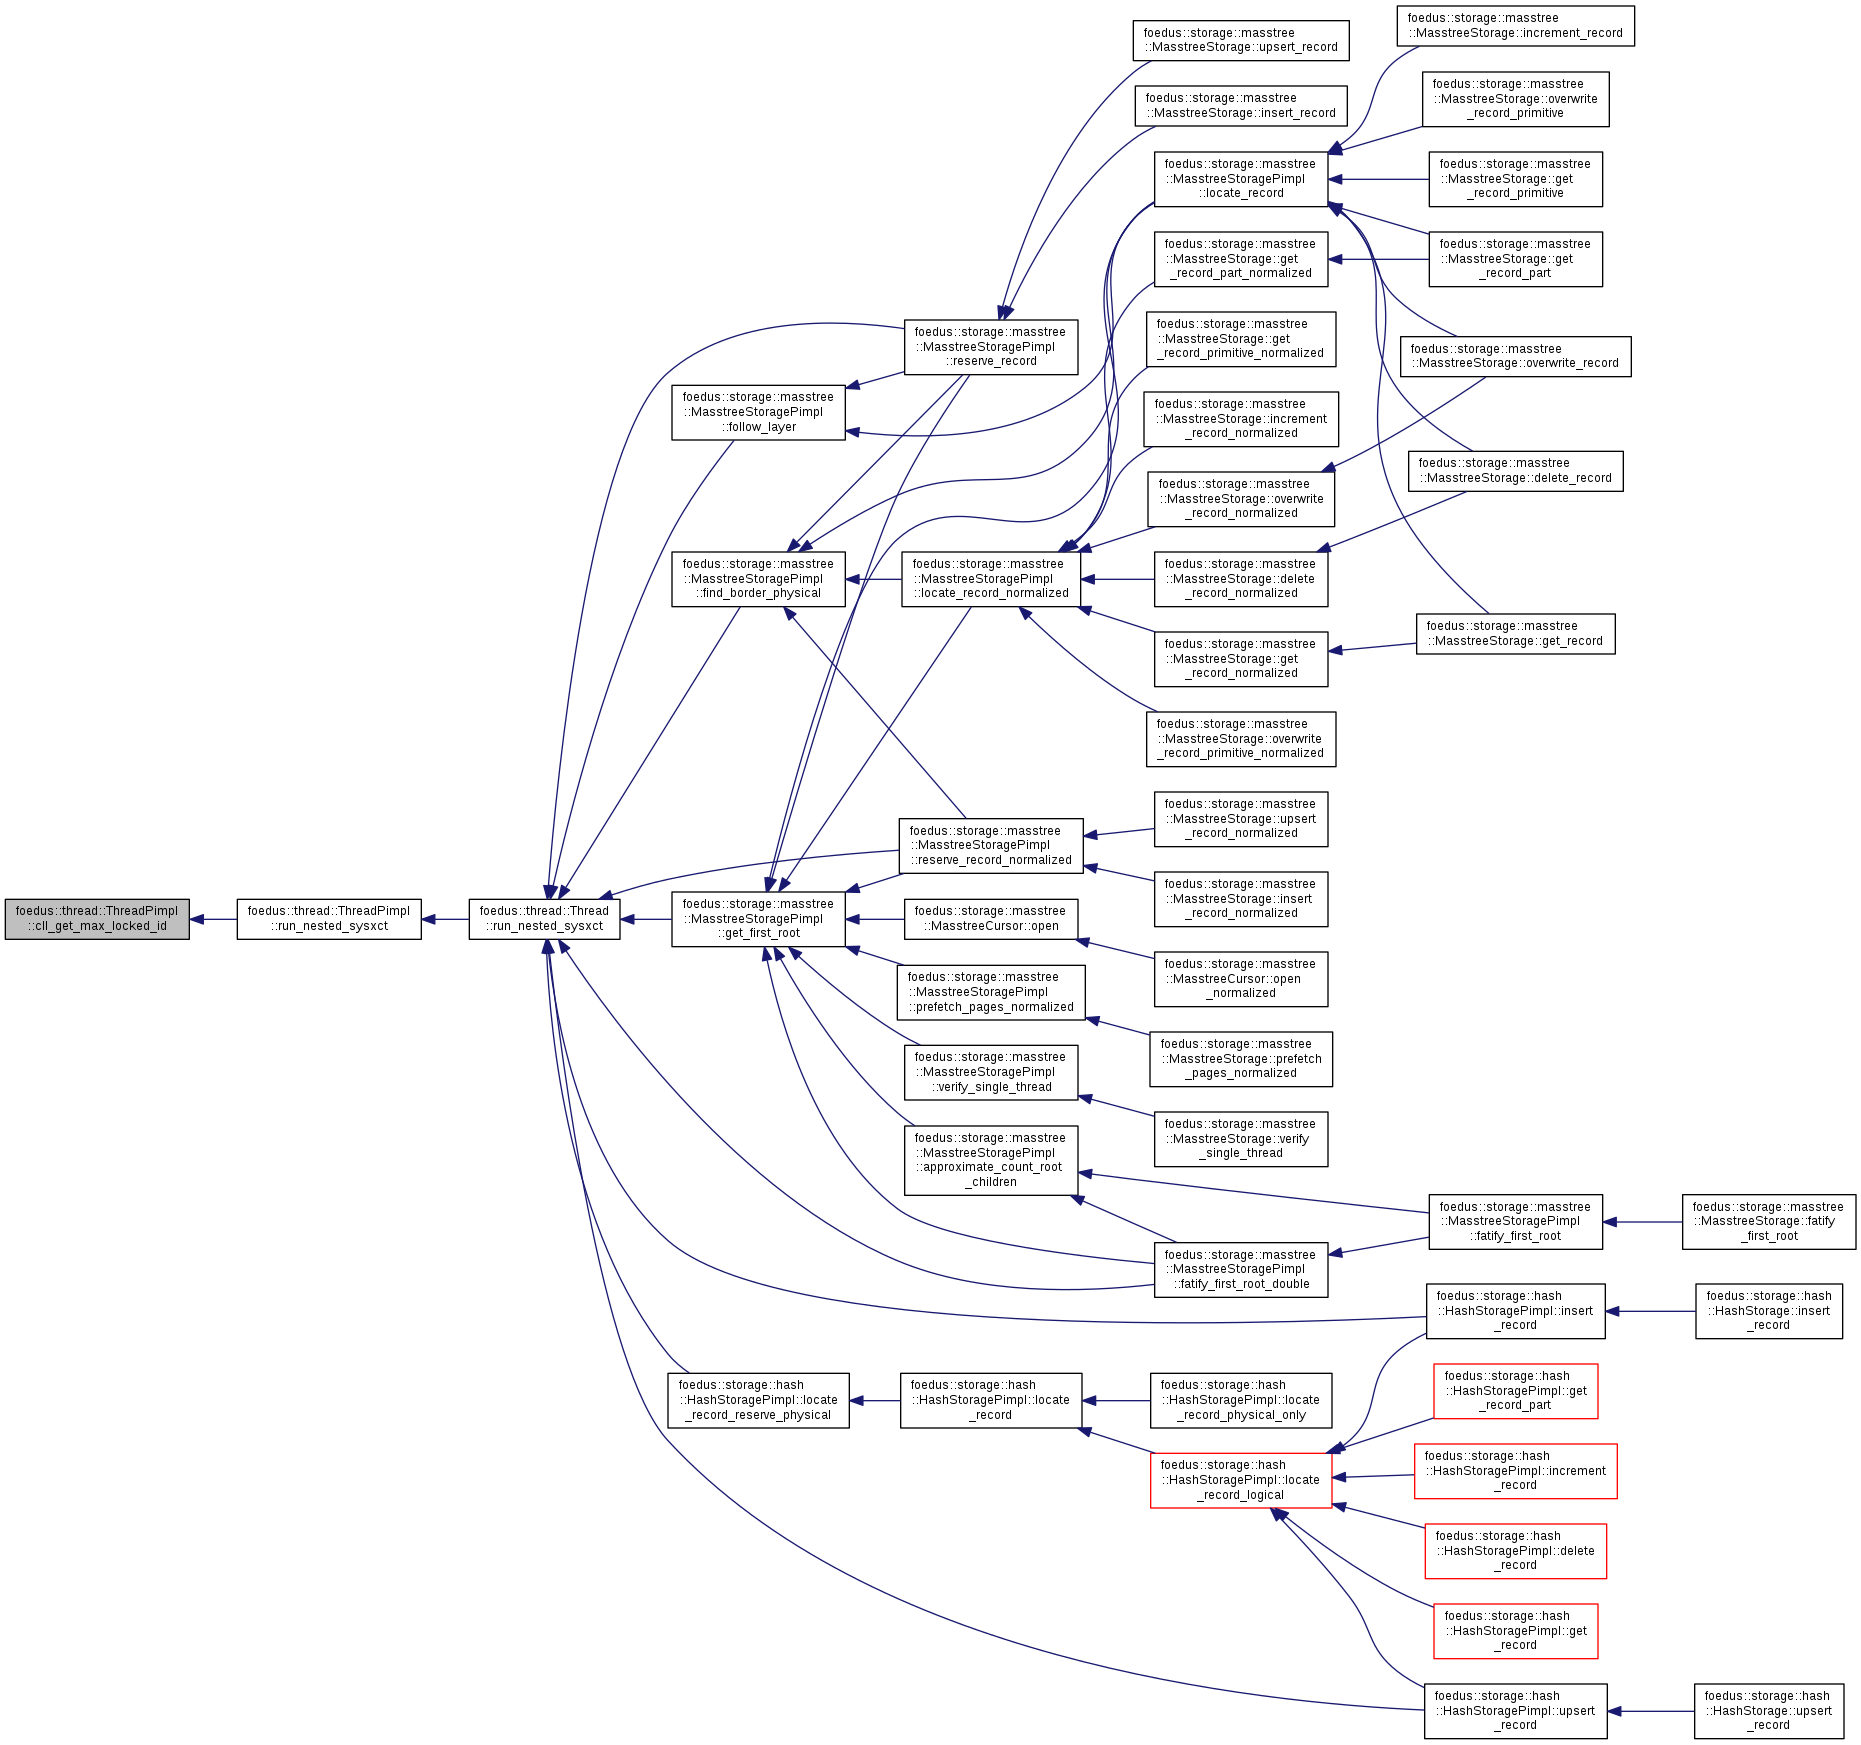 foedus::thread::ThreadPimpl
::cll_get_max_locked_id
foedus::thread::ThreadPimpl
::run_nested_sysxct
foedus::thread::Thread
::run_nested_sysxct
foedus::storage::masstree
::MasstreeStoragePimpl
::follow_layer
foedus::storage::masstree
::MasstreeStoragePimpl
::find_border_physical
foedus::storage::masstree
::MasstreeStoragePimpl
::get_first_root
foedus::storage::hash
::HashStoragePimpl::locate
_record_reserve_physical
foedus::storage::masstree
::MasstreeStoragePimpl
::reserve_record
foedus::storage::masstree
::MasstreeStoragePimpl
::locate_record_normalized
foedus::storage::masstree
::MasstreeStoragePimpl
::reserve_record_normalized
foedus::storage::masstree
::MasstreeCursor::open
foedus::storage::masstree
::MasstreeStoragePimpl
::prefetch_pages_normalized
foedus::storage::masstree
::MasstreeStoragePimpl
::verify_single_thread
foedus::storage::masstree
::MasstreeStoragePimpl
::approximate_count_root
_children
foedus::storage::hash
::HashStoragePimpl::locate
_record
foedus::storage::masstree
::MasstreeStorage::upsert_record
foedus::storage::masstree
::MasstreeStorage::insert_record
foedus::storage::masstree
::MasstreeStoragePimpl
::locate_record
foedus::storage::masstree
::MasstreeStorage::get
_record_part_normalized
foedus::storage::masstree
::MasstreeStorage::get
_record_primitive_normalized
foedus::storage::masstree
::MasstreeStorage::increment
_record_normalized
foedus::storage::masstree
::MasstreeStorage::overwrite
_record_normalized
foedus::storage::masstree
::MasstreeStorage::delete
_record_normalized
foedus::storage::masstree
::MasstreeStorage::get
_record_normalized
foedus::storage::masstree
::MasstreeStorage::overwrite
_record_primitive_normalized
foedus::storage::masstree
::MasstreeStorage::upsert
_record_normalized
foedus::storage::masstree
::MasstreeStorage::insert
_record_normalized
foedus::storage::masstree
::MasstreeCursor::open
_normalized
foedus::storage::masstree
::MasstreeStorage::prefetch
_pages_normalized
foedus::storage::masstree
::MasstreeStorage::verify
_single_thread
foedus::storage::masstree
::MasstreeStoragePimpl
::fatify_first_root_double
foedus::storage::hash
::HashStoragePimpl::locate
_record_physical_only
foedus::storage::hash
::HashStoragePimpl::locate
_record_logical
foedus::storage::masstree
::MasstreeStorage::increment_record
foedus::storage::masstree
::MasstreeStorage::overwrite
_record_primitive
foedus::storage::masstree
::MasstreeStorage::get
_record_primitive
foedus::storage::masstree
::MasstreeStorage::get
_record_part
foedus::storage::masstree
::MasstreeStorage::overwrite_record
foedus::storage::masstree
::MasstreeStorage::delete_record
foedus::storage::masstree
::MasstreeStorage::get_record
foedus::storage::masstree
::MasstreeStoragePimpl
::fatify_first_root
foedus::storage::hash
::HashStoragePimpl::insert
_record
foedus::storage::hash
::HashStoragePimpl::get
_record_part
foedus::storage::hash
::HashStoragePimpl::increment
_record
foedus::storage::hash
::HashStoragePimpl::delete
_record
foedus::storage::hash
::HashStoragePimpl::get
_record
foedus::storage::hash
::HashStoragePimpl::upsert
_record
foedus::storage::masstree
::MasstreeStorage::fatify
_first_root
foedus::storage::hash
::HashStorage::insert
_record
foedus::storage::hash
::HashStorage::upsert
_record